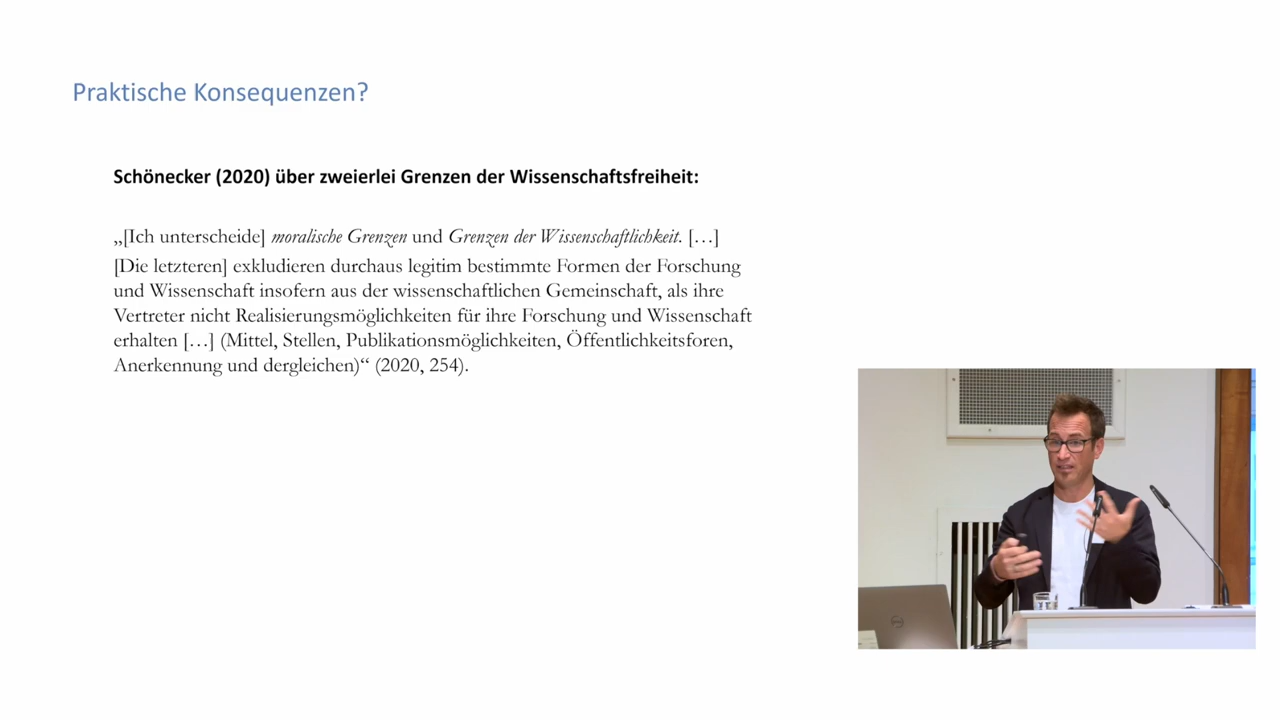 Praktische Konsequenzen?
Schönecker (2020) über zweierlei Grenzen der Wissenschaftsfreiheit:
„[Ich unterscheide] moralische Grenzen und Grenzen der Wissenschaftlichkeit. […]
[Die letzteren] exkludieren durchaus legitim bestimmte Formen der Forschung
und Wissenschaft insofern aus der wissenschaftlichen Gemeinschaft, als ihre
Vertreter nicht Realisierungsmöglichkeiten für ihre Forschung und Wissenschaft
erhalten […] (Mittel, Stellen, Publikationsmöglichkeiten, Öffentlichkeitsforen,
Anerkennung und dergleichen)“ (2020, 254).